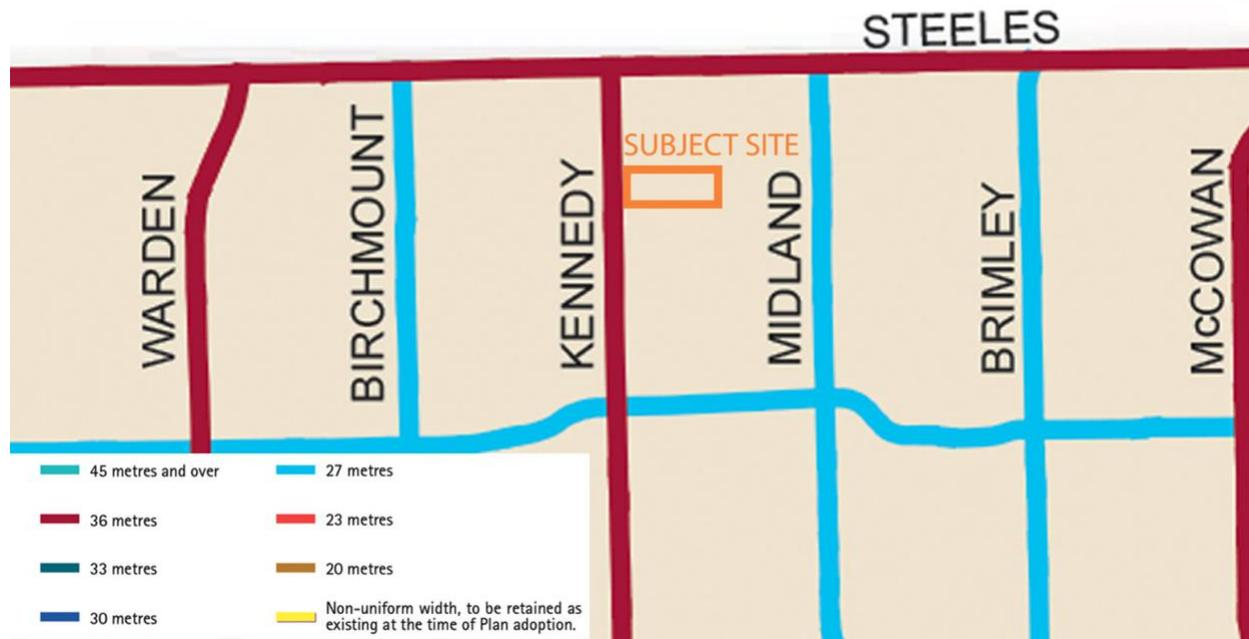 STEELES
SUBJECT SITE
WARDEN
BIRCHMOUNT
KENNEDY
MIDLAND
BRIMLEY
McCOWAN
45 metres and over
36 metres
33 metres
30 metres
27 metres
23 metres
20 metres
Non-uniform width, to be retained as
existing at the time of Plan adoption.